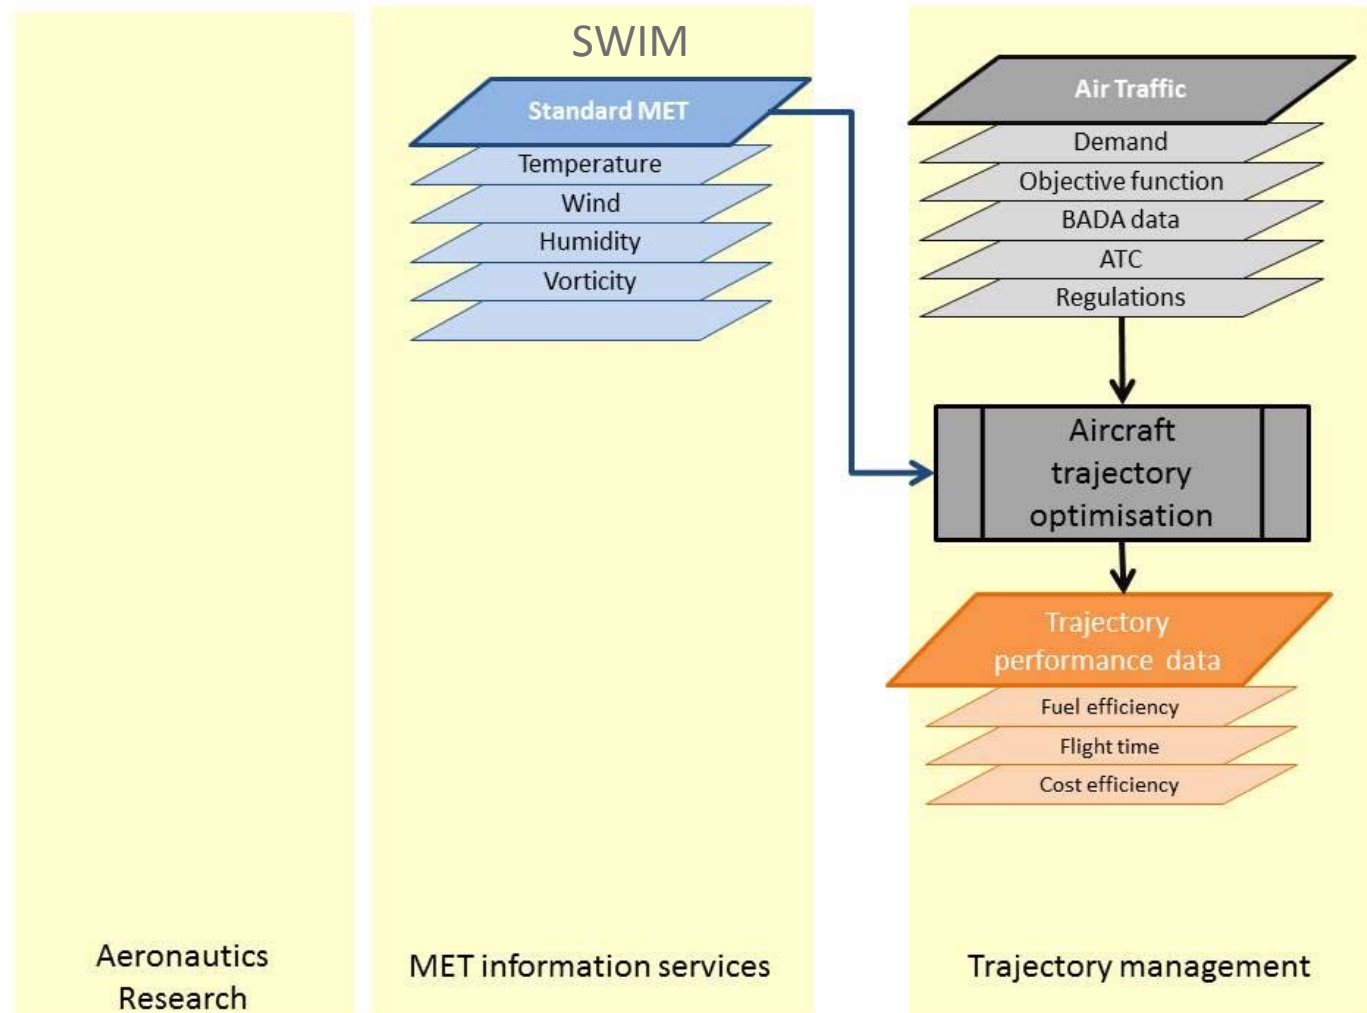 SWIM
Standard MET
Temperature
Wind
Humidity
Vorticity
Air Traffic
Demand
Objective function
BADA data
ATC
Regulations
Aircraft
trajectory
optimisation
Trajectory
performance data
Fuel efficiency
Flight time
Cost efficiency
Aeronautics
Research
MET information services
Trajectory management